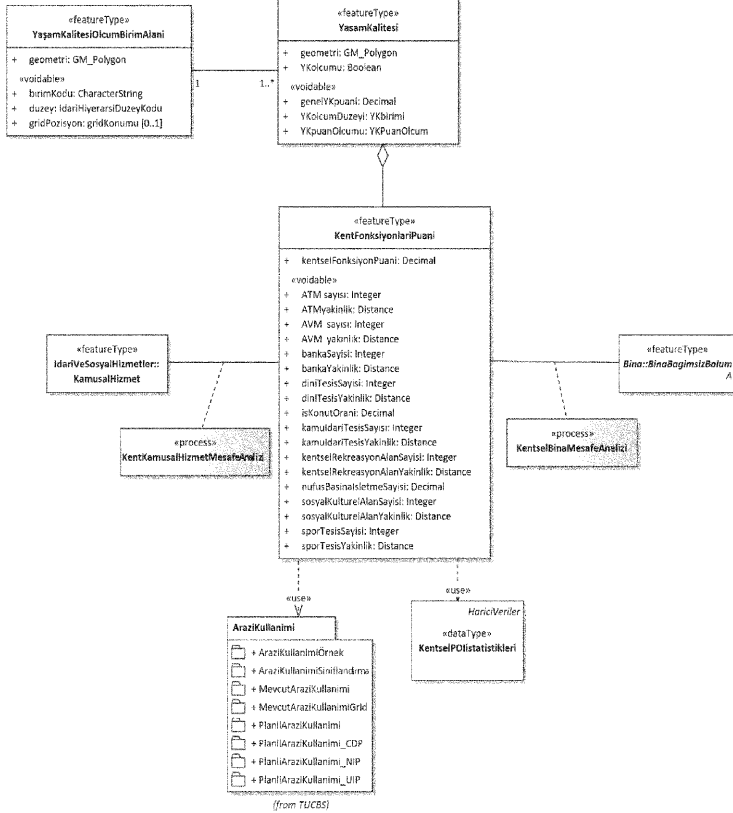 «featureType»
YaşamKalitesiOlcumBirimAlani
+ geometri: GM_Polygon
«voidable»
+ birimKodu: CharacterString
+ duzey: IdariHiyerarsiDuzeyKodu
+ gridPozisyon: gridKonumu [0..1]
1
1..*
«featureType»
YasamKalitesi
+ geometri: GM_Polygon
+ YKolcumu: Boolean
«voidable»
+ genelYKpuani: Decimal
+ YKolcumDuzeyi: YKbirimi
+ YKpuanOlcumu: YKPuanOlcum
«featureType»
KentFonksiyonlariPuani
+ kentselFonksiyonPuani: Decimal
«voidable»
+ ATM sayısı: Integer
+ ATMyakinlik: Distance
+ AVM sayısı: Integer
+ AVM yakınlık: Distance
+ bankaSayisi: Integer
+ bankaYakinlik: Distance
+ diniTesisSayisi: Integer
+ diniTesisYakinlik: Distance
+ isKonutOrani: Decimal
+ kamuIdariTesisSayisi: Integer
+ kamuIdariTesisYakinlik: Distance
+ kentselRekreasyonAlanSayisi: Integer
+ kentselRekreasyonAlanYakinlik: Distance
+ nufusBasinaIsletmeSayisi: Decimal
+ sosyalKulturelAlanSayisi: Integer
+ sosyalKulturelAlanYakinlik: Distance
+ sporTesisSayisi: Integer
+ sporTesisYakinlik: Distance
«featureType»
IdariVeSosyalHizmetler::
KamusalHizmet
«process»
KentKamusalHizmetMesafeAnalizi
«featureType»
Bina::BinaBagimsizBolum
A
«process»
KentselBinaMesafeAnalizi
«use»
«use»
AraziKullanimi
+ AraziKullanimiÖrnek
+ AraziKullanimiSiniflandırma
+ MevcutAraziKullanimi
+ MevcutAraziKullanimiGrid
+ PlanliAraziKullanimi
+ PlanliAraziKullanimi_CDP
+ PlanliAraziKullanimi_NIP
+ PlanliAraziKullanimi_UIP
(from TUCBS)
HariciVeriler
«dataType»
KentselPOIistatistikleri